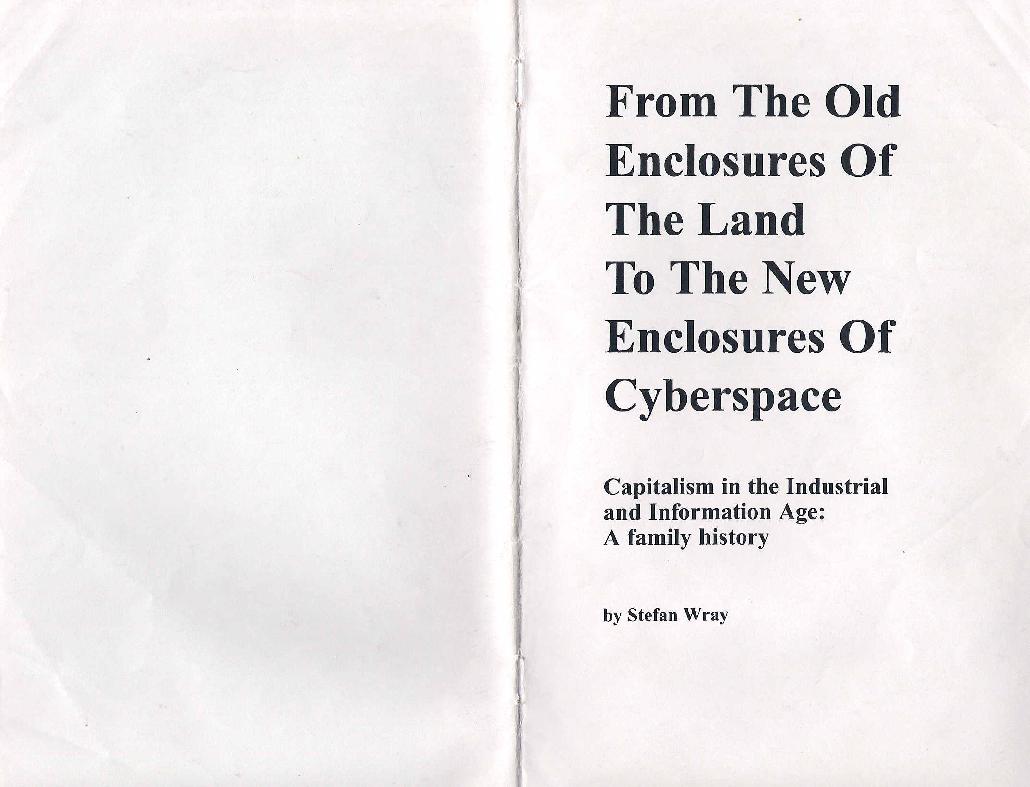 From The Old
Enclosures Of
The Land
To The New
Enclosures Of
Cyberspace
Capitalism in the Industrial
and Information Age:
A family history
by Stefan Wray